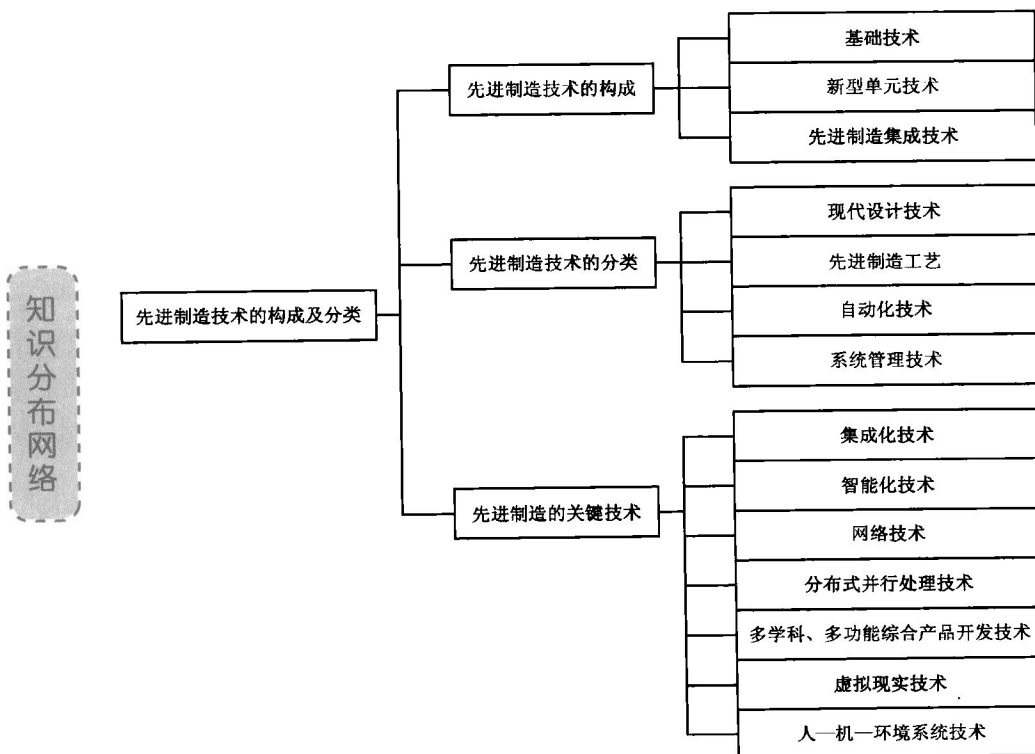 知识分布网络
先进制造技术的构成及分类
先进制造技术的构成
基础技术
新型单元技术
先进制造集成技术
先进制造技术的分类
现代设计技术
先进制造工艺
自动化技术
系统管理技术
先进制造的关键技术
集成化技术
智能化技术
网络技术
分布式并行处理技术
多学科、多功能综合产品开发技术
虚拟现实技术
人—机—环境系统技术